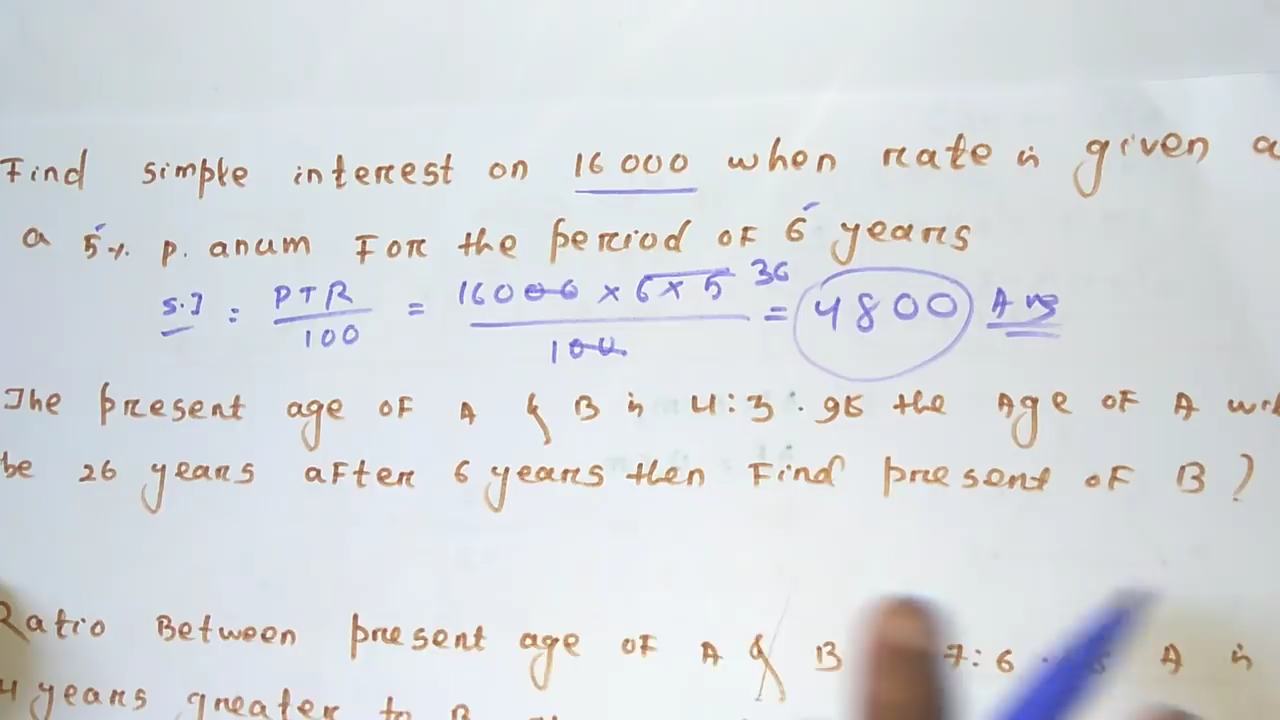 Find simple interest on 16000 when rate is given a
a 5% p. anum For the period of 6 years
S.I = PTR / 100 = 16000 × 6 × 5 / 100 30 = 4800 Ans
The present age of A & B is 4:3. If the Age of A will
be 26 years after 6 years then Find present of B?
Ratio Between present age of A & B 7:6. A is
4 years greater to B.